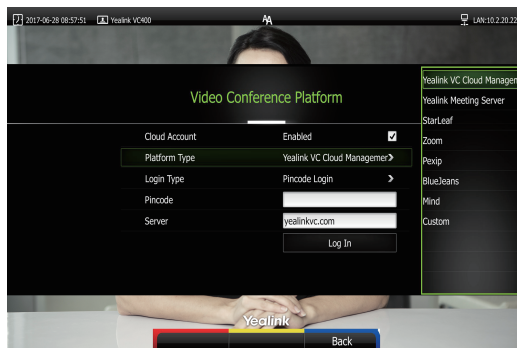 2017-06-28 08:57:51 Yealink VC400 LAN:10.2.20.22
Video Conference Platform
Cloud Account Enabled
Platform Type Yealink VC Cloud Managemer
Login Type Pincode Login
Pincode
Server yealinkvc.com
Log In
Yealink VC Cloud Managem
Yealink Meeting Server
StarLeaf
Zoom
Pexip
BlueJeans
Mind
Custom
Yealink
Back